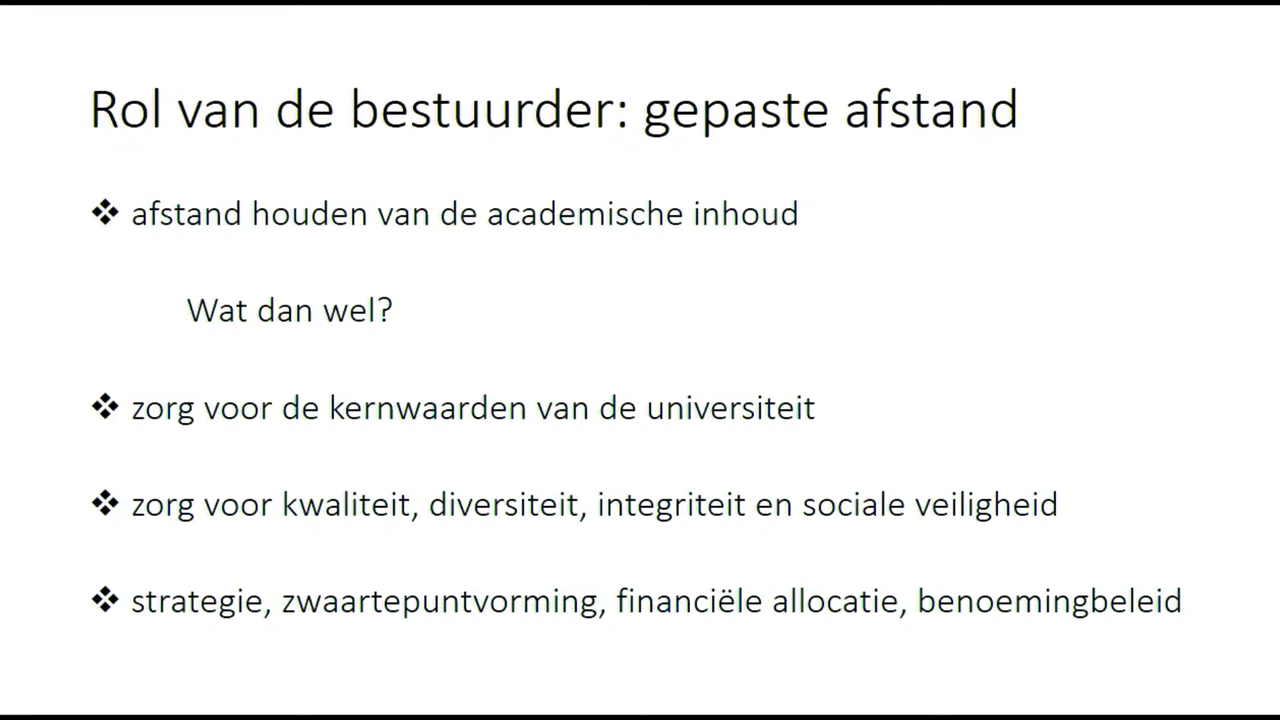 Rol van de bestuurder: gepaste afstand
❖ afstand houden van de academische inhoud
Wat dan wel?
❖ zorg voor de kernwaarden van de universiteit
❖ zorg voor kwaliteit, diversiteit, integriteit en sociale veiligheid
❖ strategie, zwaartepuntvorming, financiële allocatie, benoemingbeleid